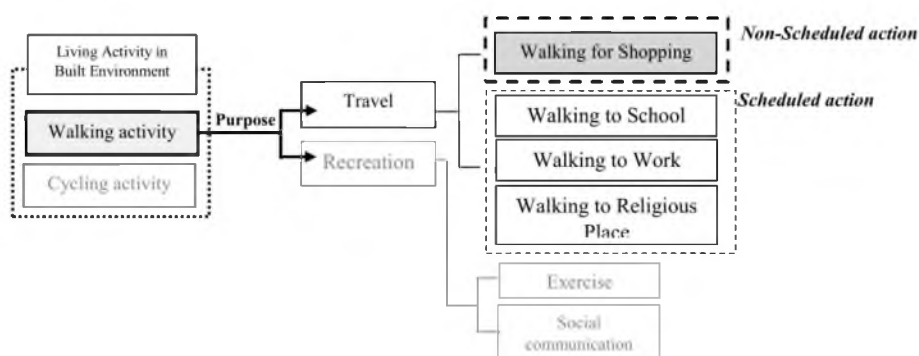 Living Activity in
Built Environment
Walking activity
Cycling activity
Purpose
Travel
Recreation
Walking for Shopping
Non-Scheduled action
Scheduled action
Walking to School
Walking to Work
Walking to Religious
Place
Exercise
Social
communication